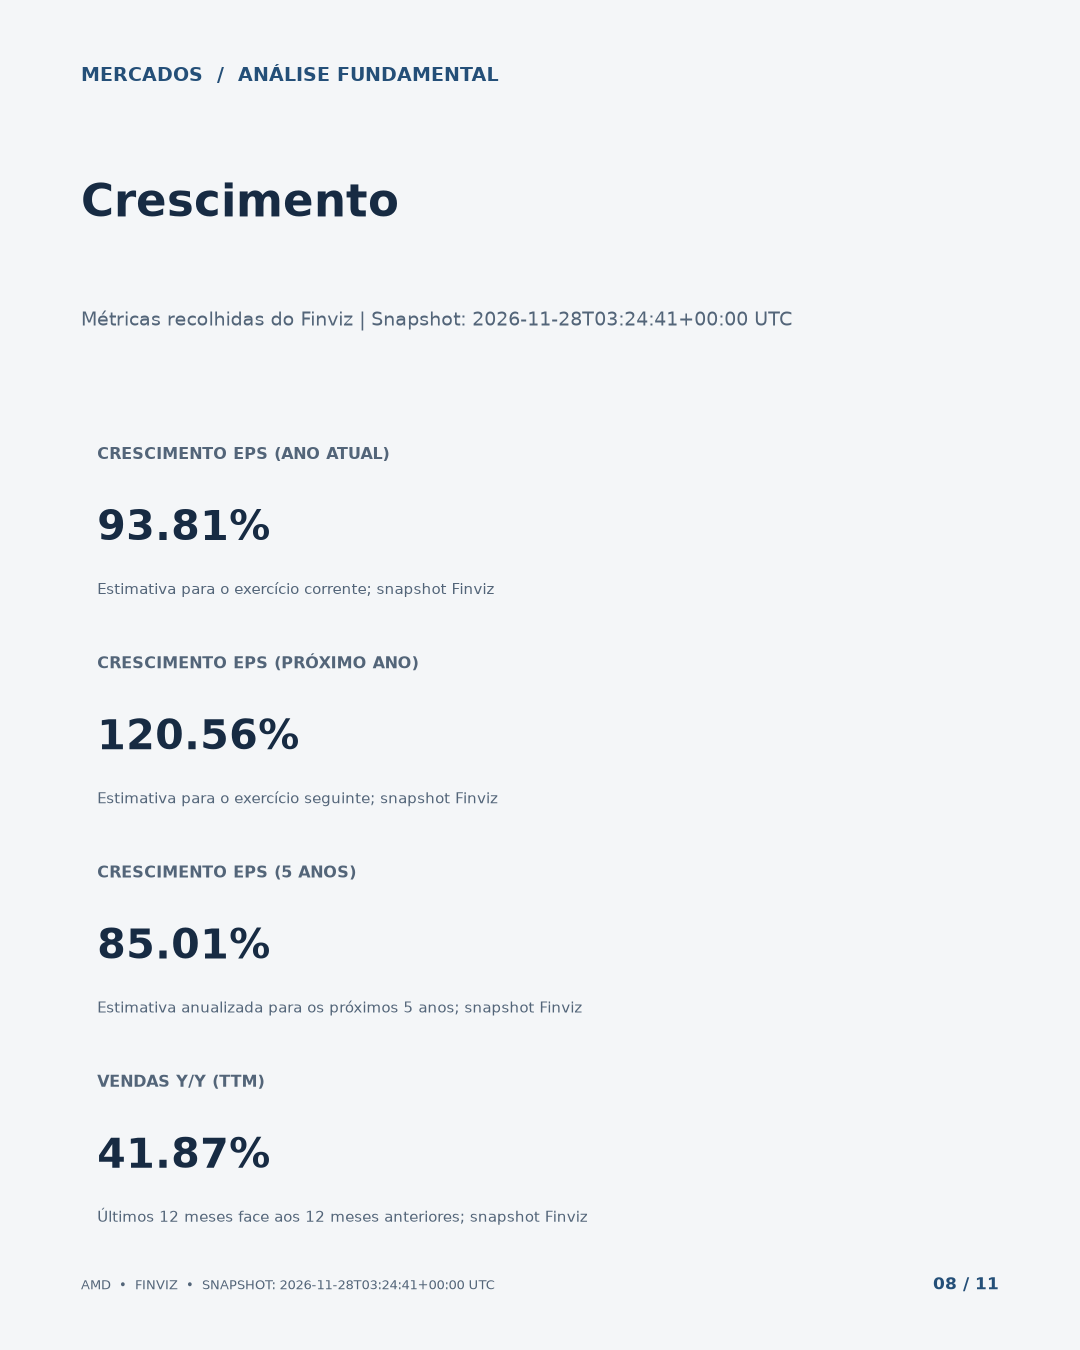 MERCADOS / ANÁLISE FUNDAMENTAL
Crescimento
Métricas recolhidas do Finviz | Snapshot: 2026-11-28T03:24:41+00:00 UTC
CRESCIMENTO EPS (ANO ATUAL)
93.81%
Estimativa para o exercício corrente; snapshot Finviz
CRESCIMENTO EPS (PRÓXIMO ANO)
120.56%
Estimativa para o exercício seguinte; snapshot Finviz
CRESCIMENTO EPS (5 ANOS)
85.01%
Estimativa anualizada para os próximos 5 anos; snapshot Finviz
VENDAS Y/Y (TTM)
41.87%
Últimos 12 meses face aos 12 meses anteriores; snapshot Finviz
AMD • FINVIZ • SNAPSHOT: 2026-11-28T03:24:41+00:00 UTC
08 / 11